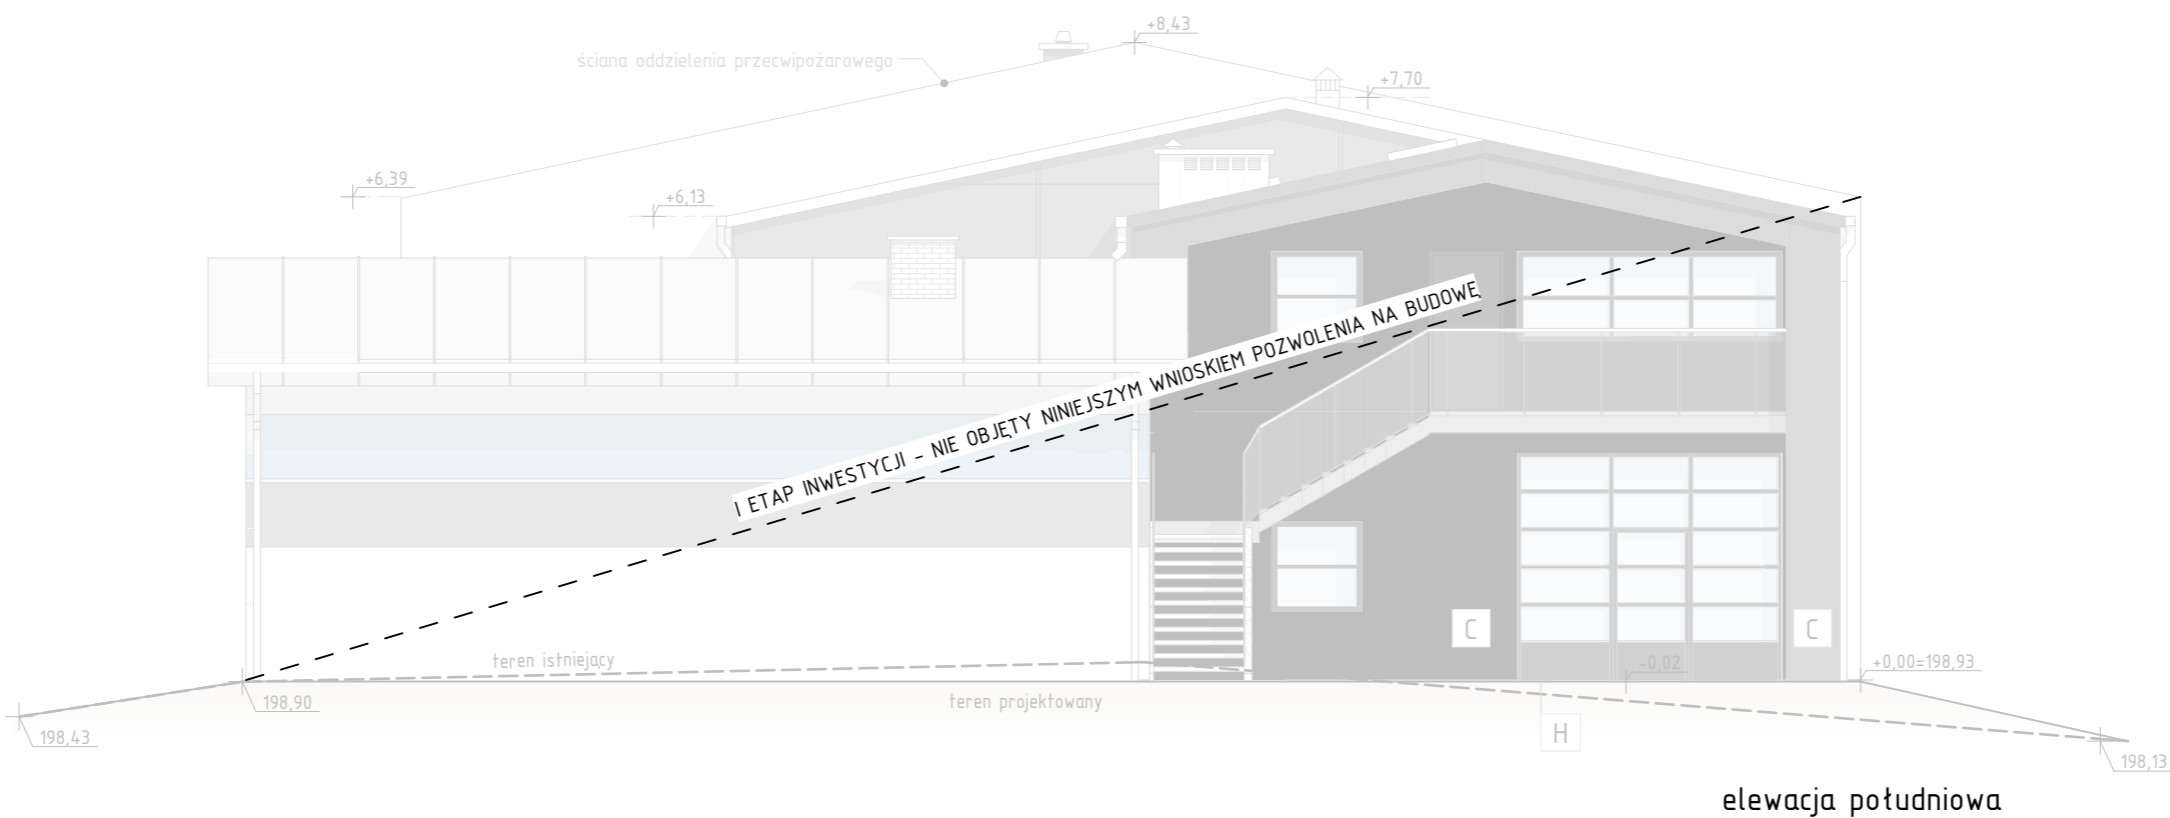 +8,43
ściana oddzielenia przecwipożarowego
+7,70
+6,39
+6,13
I ETAP INWESTYCJI - NIE OBJĘTY NINIEJSZYM WNIOSKIEM POZWOLENIA NA BUDOWĘ
C
C
teren istniejący
-0,02
+0,00=198,93
198,90
teren projektowany
198,43
H
198,13
elewacja południowa